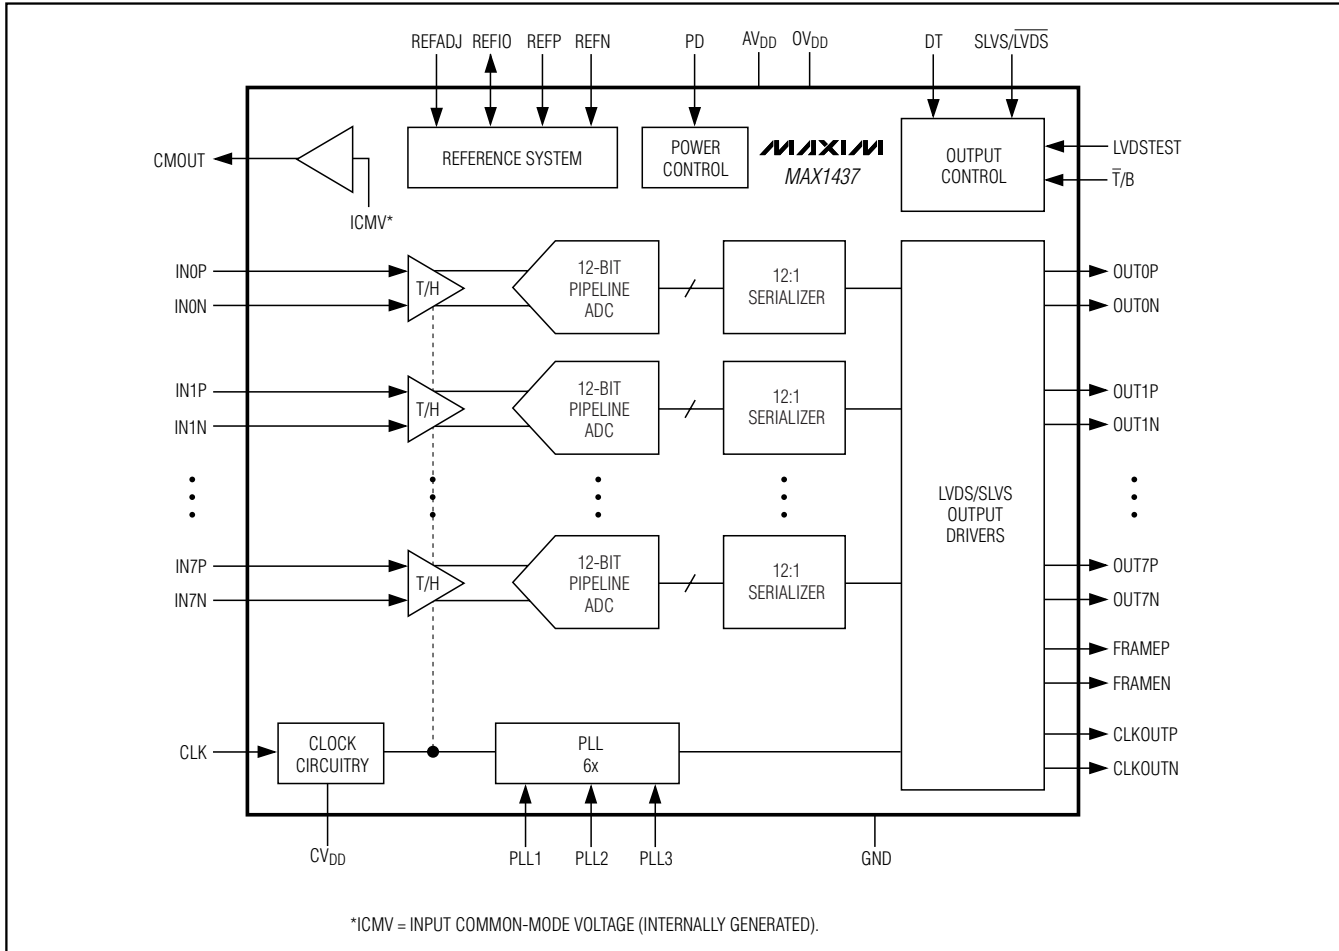 REFADJ REFIO REFP REFN PD AVDD OVDD DT SLVS/L̅V̅D̅S̅
CMOUT
ICMV*
REFERENCE SYSTEM
POWER
CONTROL
MAXIM
MAX1437
OUTPUT
CONTROL
LVDSTEST
T̅/B
IN0P
IN0N
T/H
12-BIT
PIPELINE
ADC
12:1
SERIALIZER
OUT0P
OUT0N
IN1P
IN1N
T/H
12-BIT
PIPELINE
ADC
12:1
SERIALIZER
OUT1P
OUT1N
LVDS/SLVS
OUTPUT
DRIVERS
IN7P
IN7N
T/H
12-BIT
PIPELINE
ADC
12:1
SERIALIZER
OUT7P
OUT7N
FRAMEP
FRAMEN
CLK
CLOCK
CIRCUITRY
PLL
6x
CLKOUTP
CLKOUTN
CVDD
PLL1 PLL2 PLL3
GND
*ICMV = INPUT COMMON-MODE VOLTAGE (INTERNALLY GENERATED).